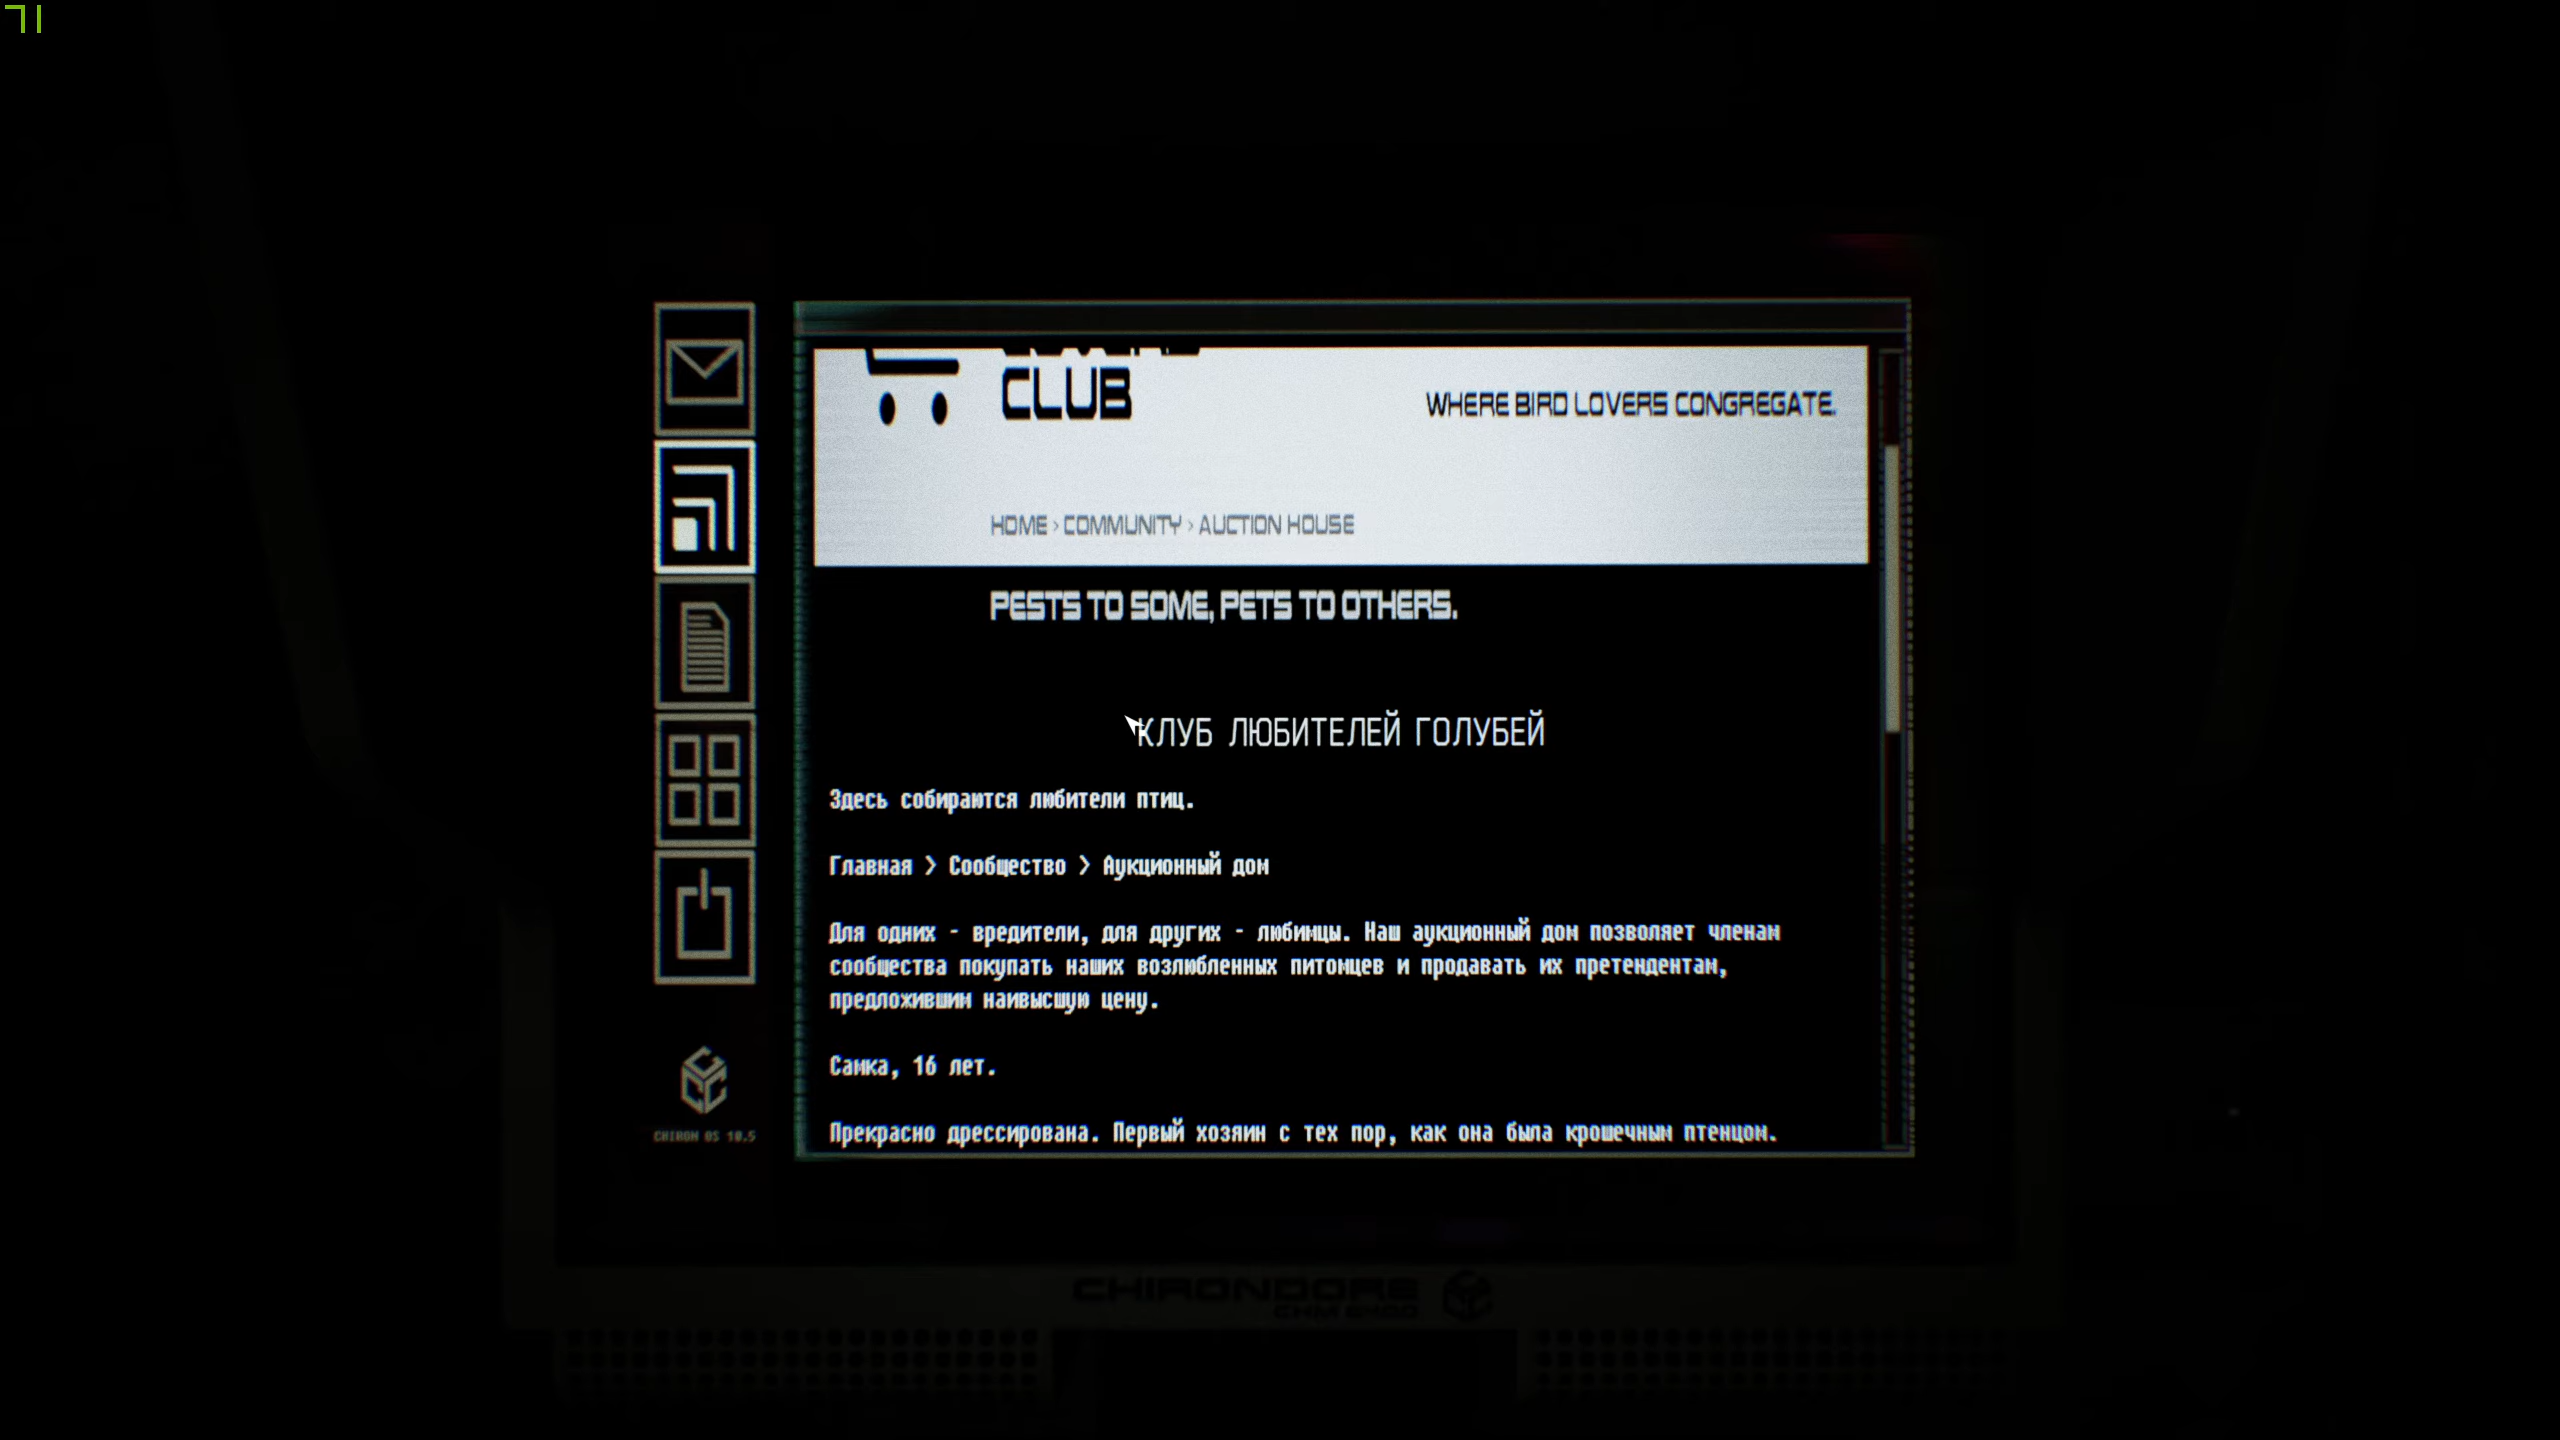 71
CLUB
WHERE BIRD LOVERS CONGREGATE.
HOME › COMMUNITY › AUCTION HOUSE
PESTS TO SOME, PETS TO OTHERS.
КЛУБ ЛЮБИТЕЛЕЙ ГОЛУБЕЙ
Здесь собираются любители птиц.
Главная > Сообщество > Аукционный дом
Для одних - вредители, для других - любимцы. Наш аукционный дом позволяет членам
сообщества покупать наших возлюбленных питомцев и продавать их претендентам,
предложившим наивысшую цену.
Самка, 16 лет.
Прекрасно дрессирована. Первый хозяин с тех пор, как она была крошечным птенцом.
CHIRON OS 10.5
CHIRONDORE
CHM 6400